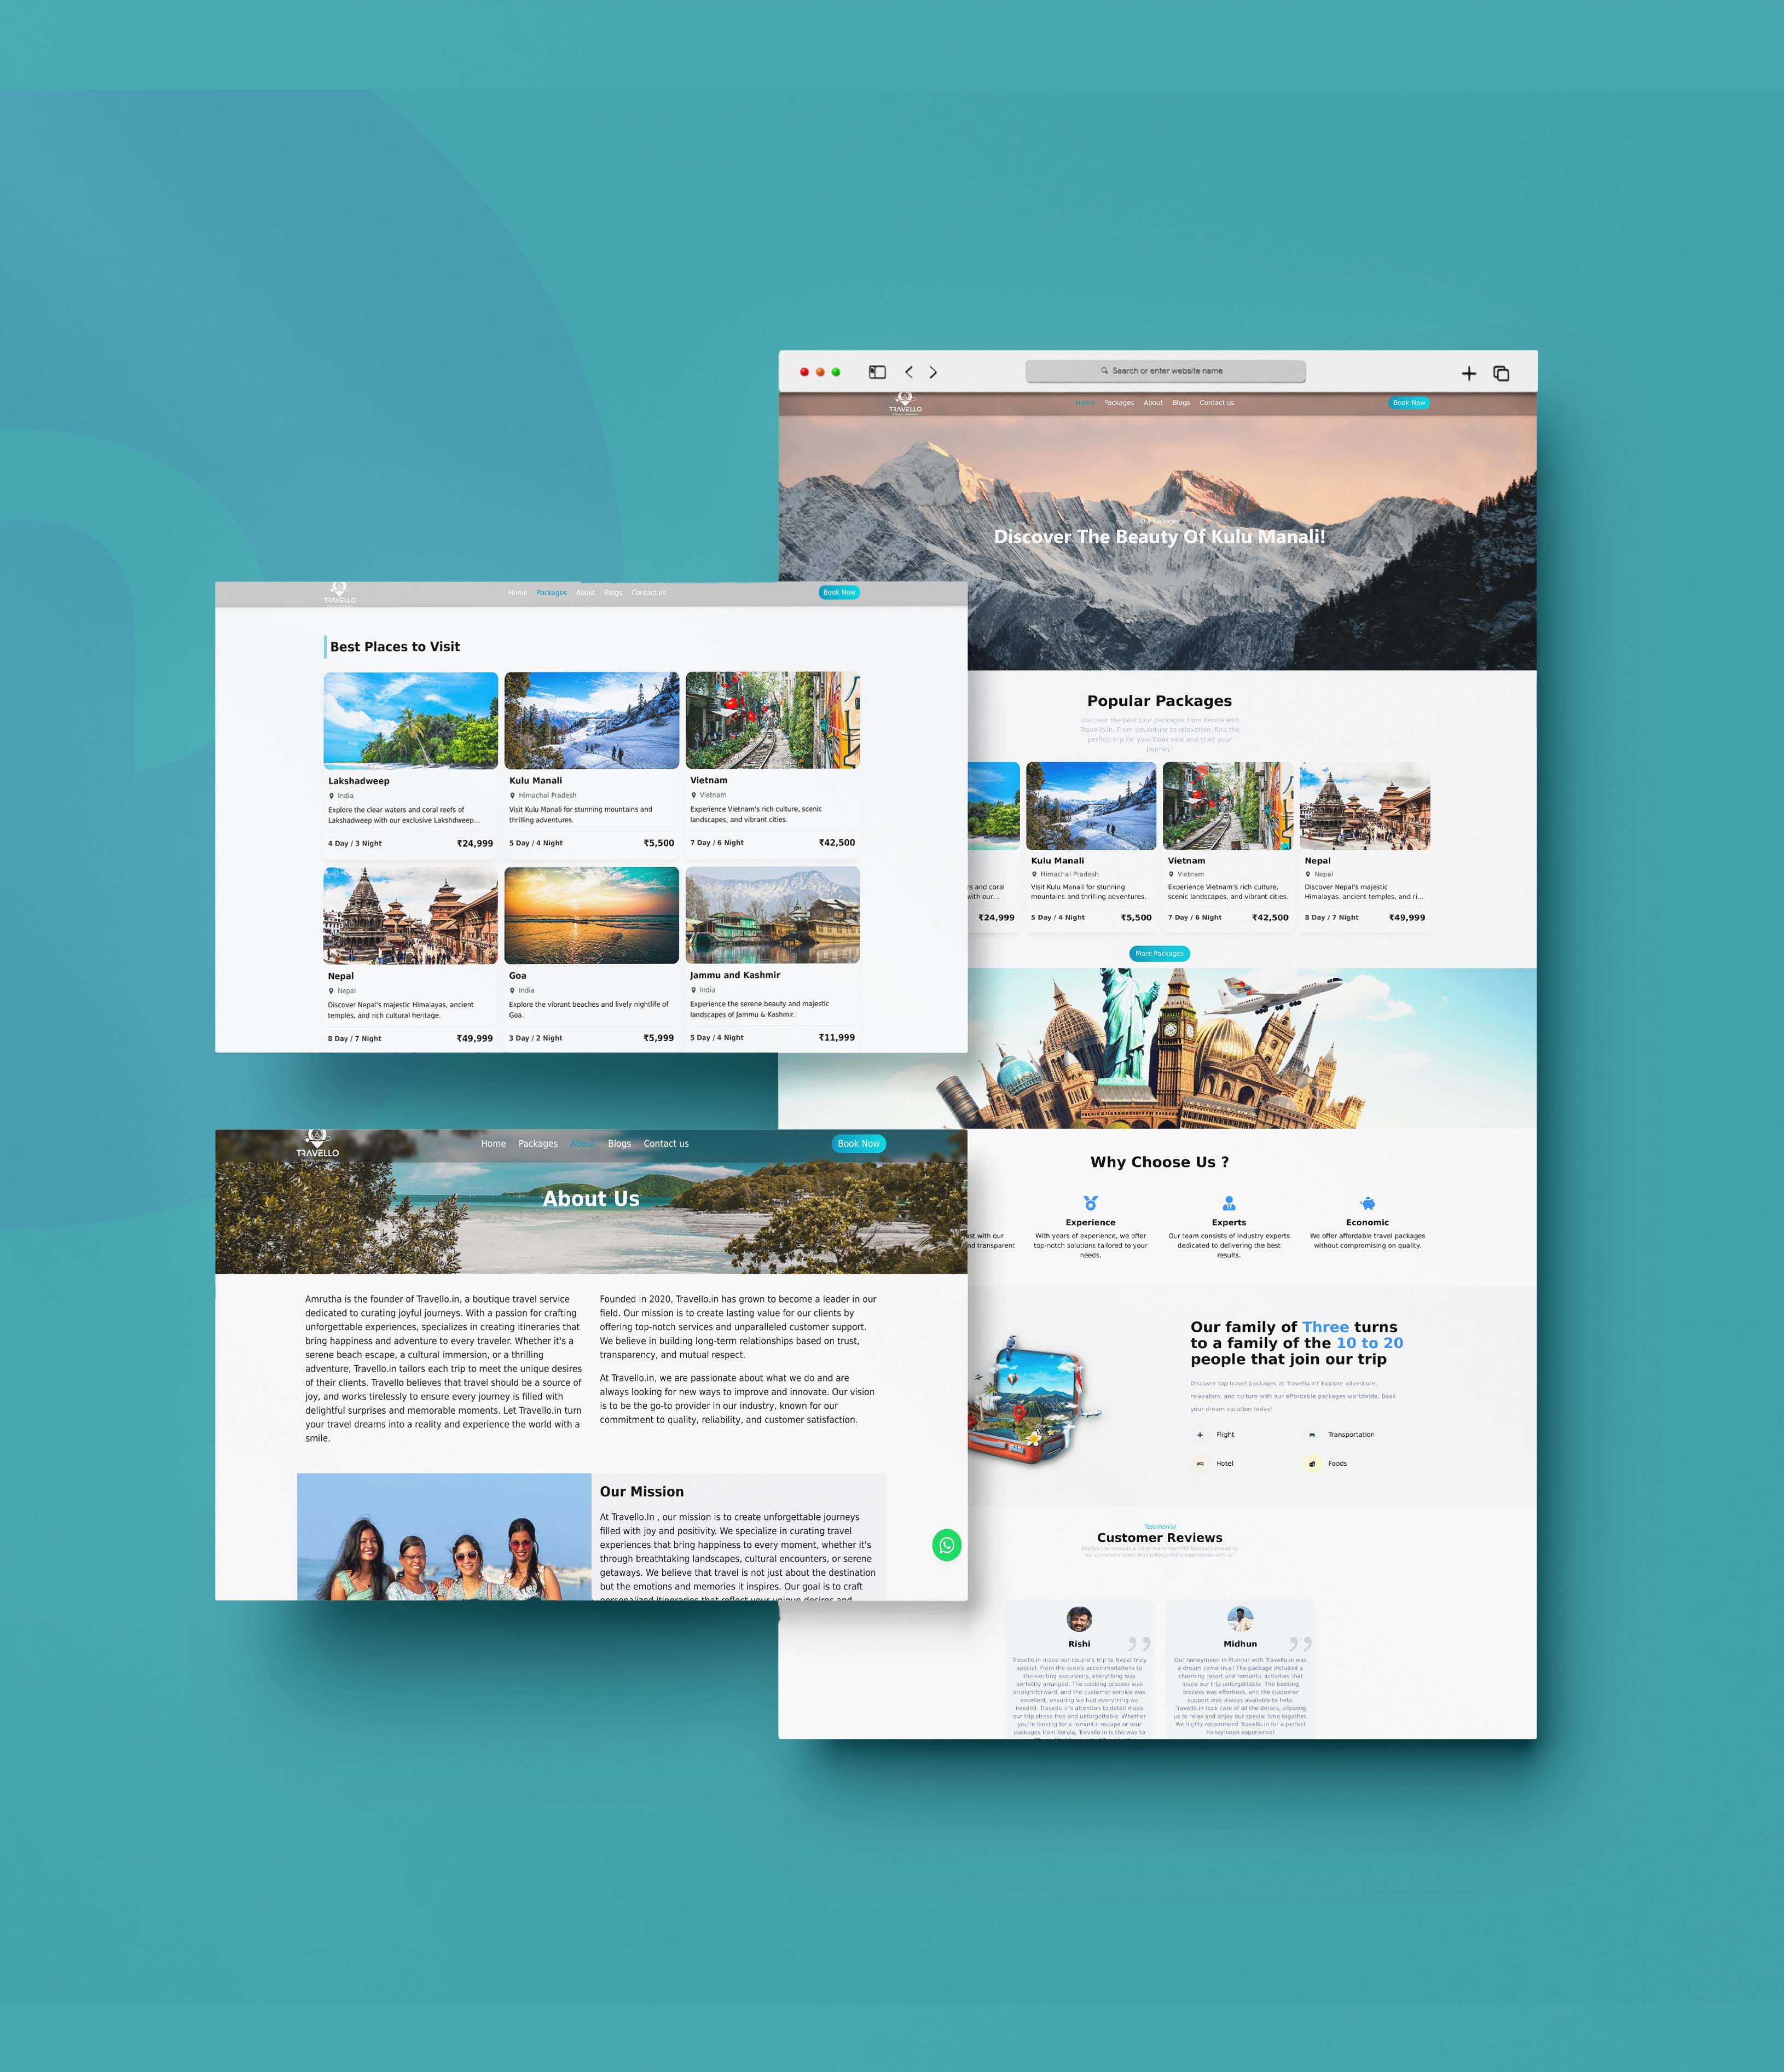 Search or enter website name
TRAVELLO
Home Packages About Blogs Contact us
Book Now
Our Packages
Discover The Beauty Of Kulu Manali!
Popular Packages
Discover the best tour packages from Kerala with
Travello.in. From adventure to relaxation, find the
perfect trip for you. Book now and start your
journey!
rs and coral
with our...
₹24,999
Kulu Manali
Himachal Pradesh
Visit Kulu Manali for stunning
mountains and thrilling adventures.
5 Day / 4 Night ₹5,500
Vietnam
Vietnam
Experience Vietnam's rich culture,
scenic landscapes, and vibrant cities.
7 Day / 6 Night ₹42,500
Nepal
Nepal
Discover Nepal's majestic
Himalayas, ancient temples, and ri...
8 Day / 7 Night ₹49,999
More Packages
Why Choose Us ?
ust with our
nd transparent
Experience
With years of experience, we offer
top-notch solutions tailored to your
needs.
Experts
Our team consists of industry experts
dedicated to delivering the best
results.
Economic
We offer affordable travel packages
without compromising on quality.
Our family of Three turns
to a family of the 10 to 20
people that join our trip
Discover top travel packages at Travello.in! Explore adventure,
relaxation, and culture with our affordable packages worldwide. Book
your dream vacation today!
Flight
Transportation
Hotel
Foods
Testimonial
Customer Reviews
Rishi
Travello.in made our couple's trip to Nepal truly
special. From the scenic accommodations to
the exciting excursions, everything was
perfectly arranged. The booking process was
straightforward, and the customer service was
excellent, ensuring we had everything we
needed. Travello.in's attention to detail made
our trip stress-free and unforgettable. Whether
you're looking for a romantic escape or tour
packages from Kerala, Travello.in is the way to
Midhun
Our honeymoon in Munnar with Travello.in was
a dream come true! The package included a
charming resort and romantic activities that
made our trip unforgettable. The booking
process was effortless, and the customer
support was always available to help.
Travello.in took care of all the details, allowing
us to relax and enjoy our special time together.
We highly recommend Travello.in for a perfect
honeymoon experience!
TRAVELLO
Home Packages About Blogs Contact us
Book Now
Best Places to Visit
Lakshadweep
India
Explore the clear waters and coral reefs of
Lakshadweep with our exclusive Lakshdweep...
4 Day / 3 Night ₹24,999
Kulu Manali
Himachal Pradesh
Visit Kulu Manali for stunning mountains and
thrilling adventures.
5 Day / 4 Night ₹5,500
Vietnam
Vietnam
Experience Vietnam's rich culture, scenic
landscapes, and vibrant cities.
7 Day / 6 Night ₹42,500
Nepal
Nepal
Discover Nepal's majestic Himalayas, ancient
temples, and rich cultural heritage.
8 Day / 7 Night ₹49,999
Goa
India
Explore the vibrant beaches and lively nightlife of
Goa.
3 Day / 2 Night ₹5,999
Jammu and Kashmir
India
Experience the serene beauty and majestic
landscapes of Jammu & Kashmir.
5 Day / 4 Night ₹11,999
TRAVELLO
Home Packages About Blogs Contact us
Book Now
About Us
Amrutha is the founder of Travello.in, a boutique travel service
dedicated to curating joyful journeys. With a passion for crafting
unforgettable experiences, specializes in creating itineraries that
bring happiness and adventure to every traveler. Whether it's a
serene beach escape, a cultural immersion, or a thrilling
adventure, Travello.in tailors each trip to meet the unique desires
of their clients. Travello believes that travel should be a source of
joy, and works tirelessly to ensure every journey is filled with
delightful surprises and memorable moments. Let Travello.in turn
your travel dreams into a reality and experience the world with a
smile.
Founded in 2020, Travello.in has grown to become a leader in our
field. Our mission is to create lasting value for our clients by
offering top-notch services and unparalleled customer support.
We believe in building long-term relationships based on trust,
transparency, and mutual respect.
At Travello.in, we are passionate about what we do and are
always looking for new ways to improve and innovate. Our vision
is to be the go-to provider in our industry, known for our
commitment to quality, reliability, and customer satisfaction.
Our Mission
At Travello.In , our mission is to create unforgettable journeys
filled with joy and positivity. We specialize in curating travel
experiences that bring happiness to every moment, whether it's
through breathtaking landscapes, cultural encounters, or serene
getaways. We believe that travel is not just about the destination
but the emotions and memories it inspires. Our goal is to craft
personalized itineraries that reflect your unique desires and